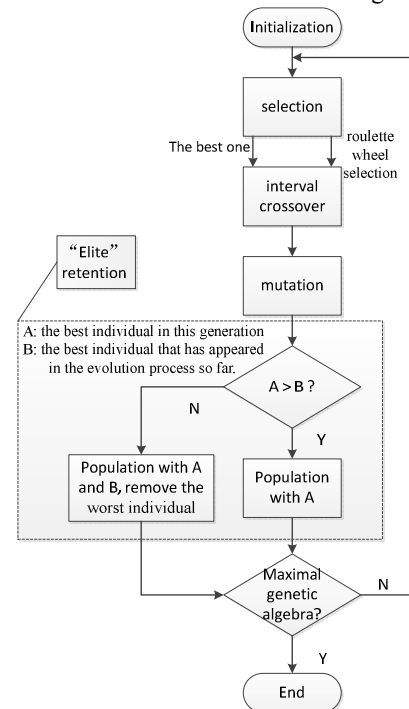 Initialization
selection
The best one
roulette
wheel
selection
interval
crossover
“Elite”
retention
mutation
A: the best individual in this generation
B: the best individual that has appeared
in the evolution process so far.
A > B ?
N
Y
Population with A
and B, remove the
worst individual
Population
with A
Maximal
genetic
algebra?
N
Y
End